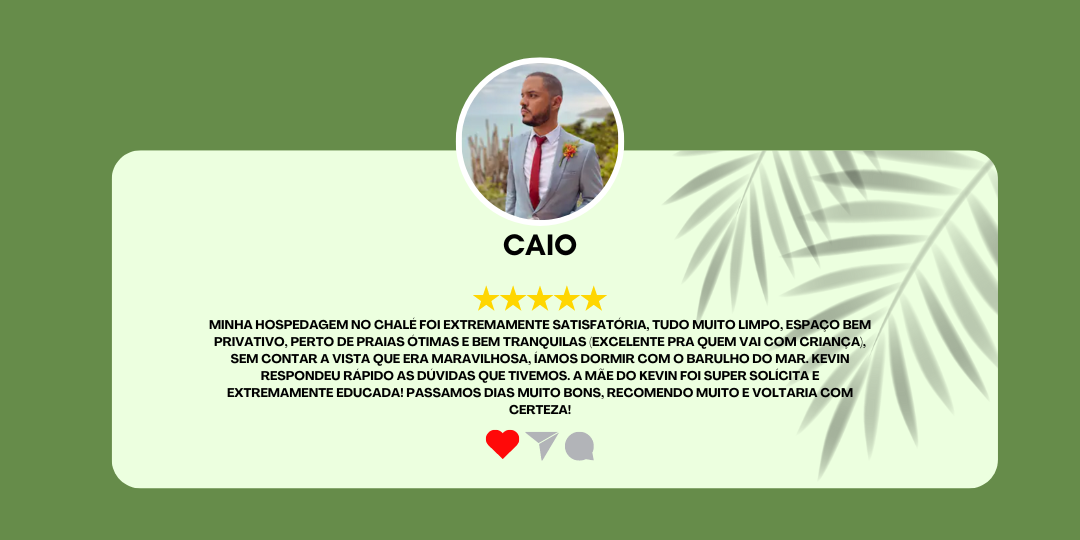 CAIO
MINHA HOSPEDAGEM NO CHALÉ FOI EXTREMAMENTE SATISFATÓRIA, TUDO MUITO LIMPO, ESPAÇO BEM
PRIVATIVO, PERTO DE PRAIAS ÓTIMAS E BEM TRANQUILAS (EXCELENTE PRA QUEM VAI COM CRIANÇA),
SEM CONTAR A VISTA QUE ERA MARAVILHOSA, ÍAMOS DORMIR COM O BARULHO DO MAR. KEVIN
RESPONDEU RÁPIDO AS DÚVIDAS QUE TIVEMOS. A MÃE DO KEVIN FOI SUPER SOLÍCITA E
EXTREMAMENTE EDUCADA! PASSAMOS DIAS MUITO BONS, RECOMENDO MUITO E VOLTARIA COM
CERTEZA!